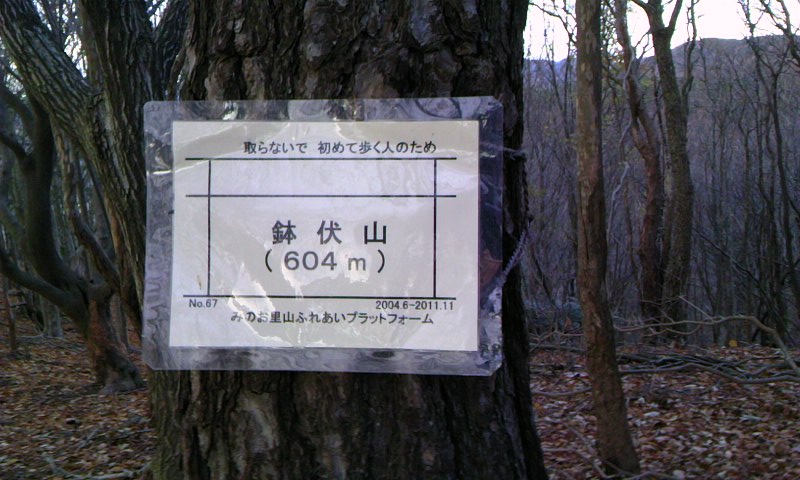 取らないで 初めて歩く人のため
鉢伏山
(604m)
No.67 2004.6~2011.11
みのお里山ふれあいプラットフォーム